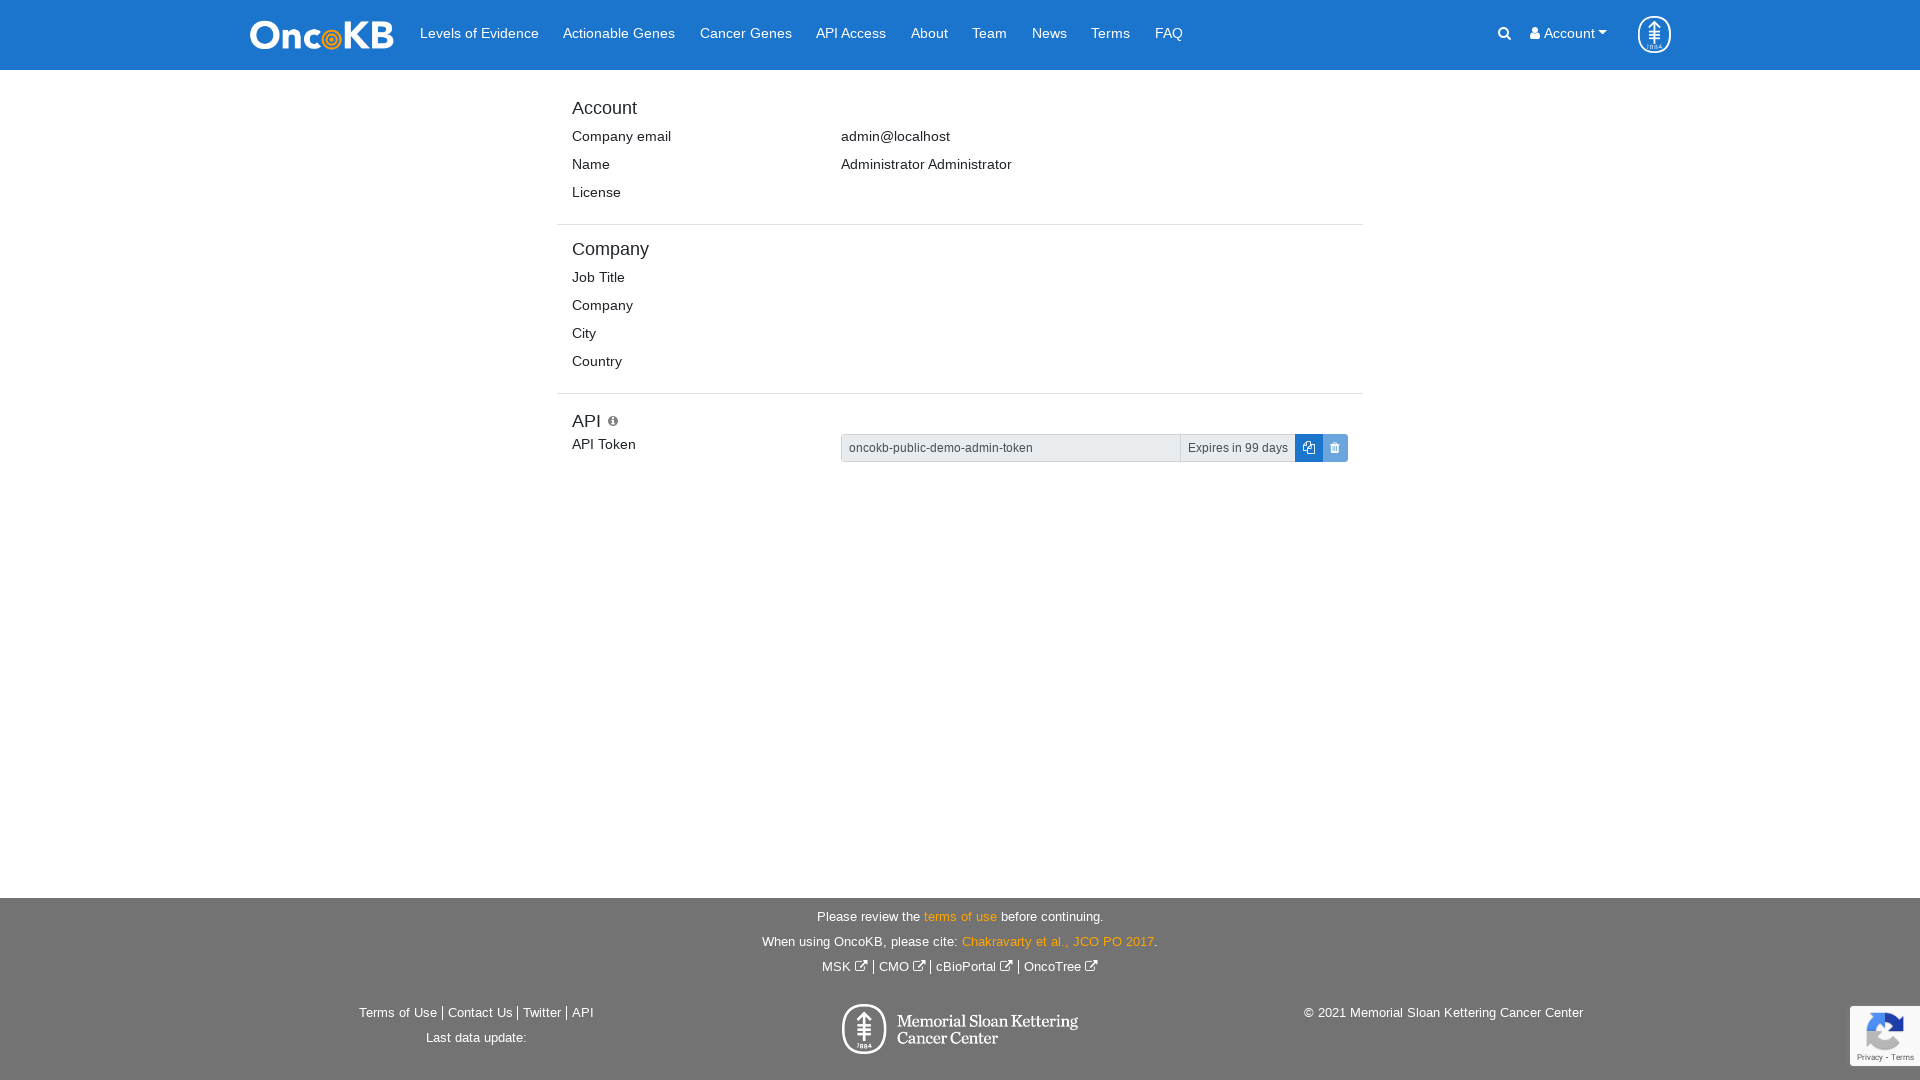 OncoKB Levels of Evidence Actionable Genes Cancer Genes API Access About Team News Terms FAQ Account
Account
Company email admin@localhost
Name Administrator Administrator
License
Company
Job Title
Company
City
Country
API
API Token oncokb-public-demo-admin-token Expires in 99 days
Please review the terms of use before continuing.
When using OncoKB, please cite: Chakravarty et al., JCO PO 2017.
MSK | CMO | cBioPortal | OncoTree
Terms of Use | Contact Us | Twitter | API
Last data update:
1884
Memorial Sloan Kettering
Cancer Center
© 2021 Memorial Sloan Kettering Cancer Center
Privacy - Terms